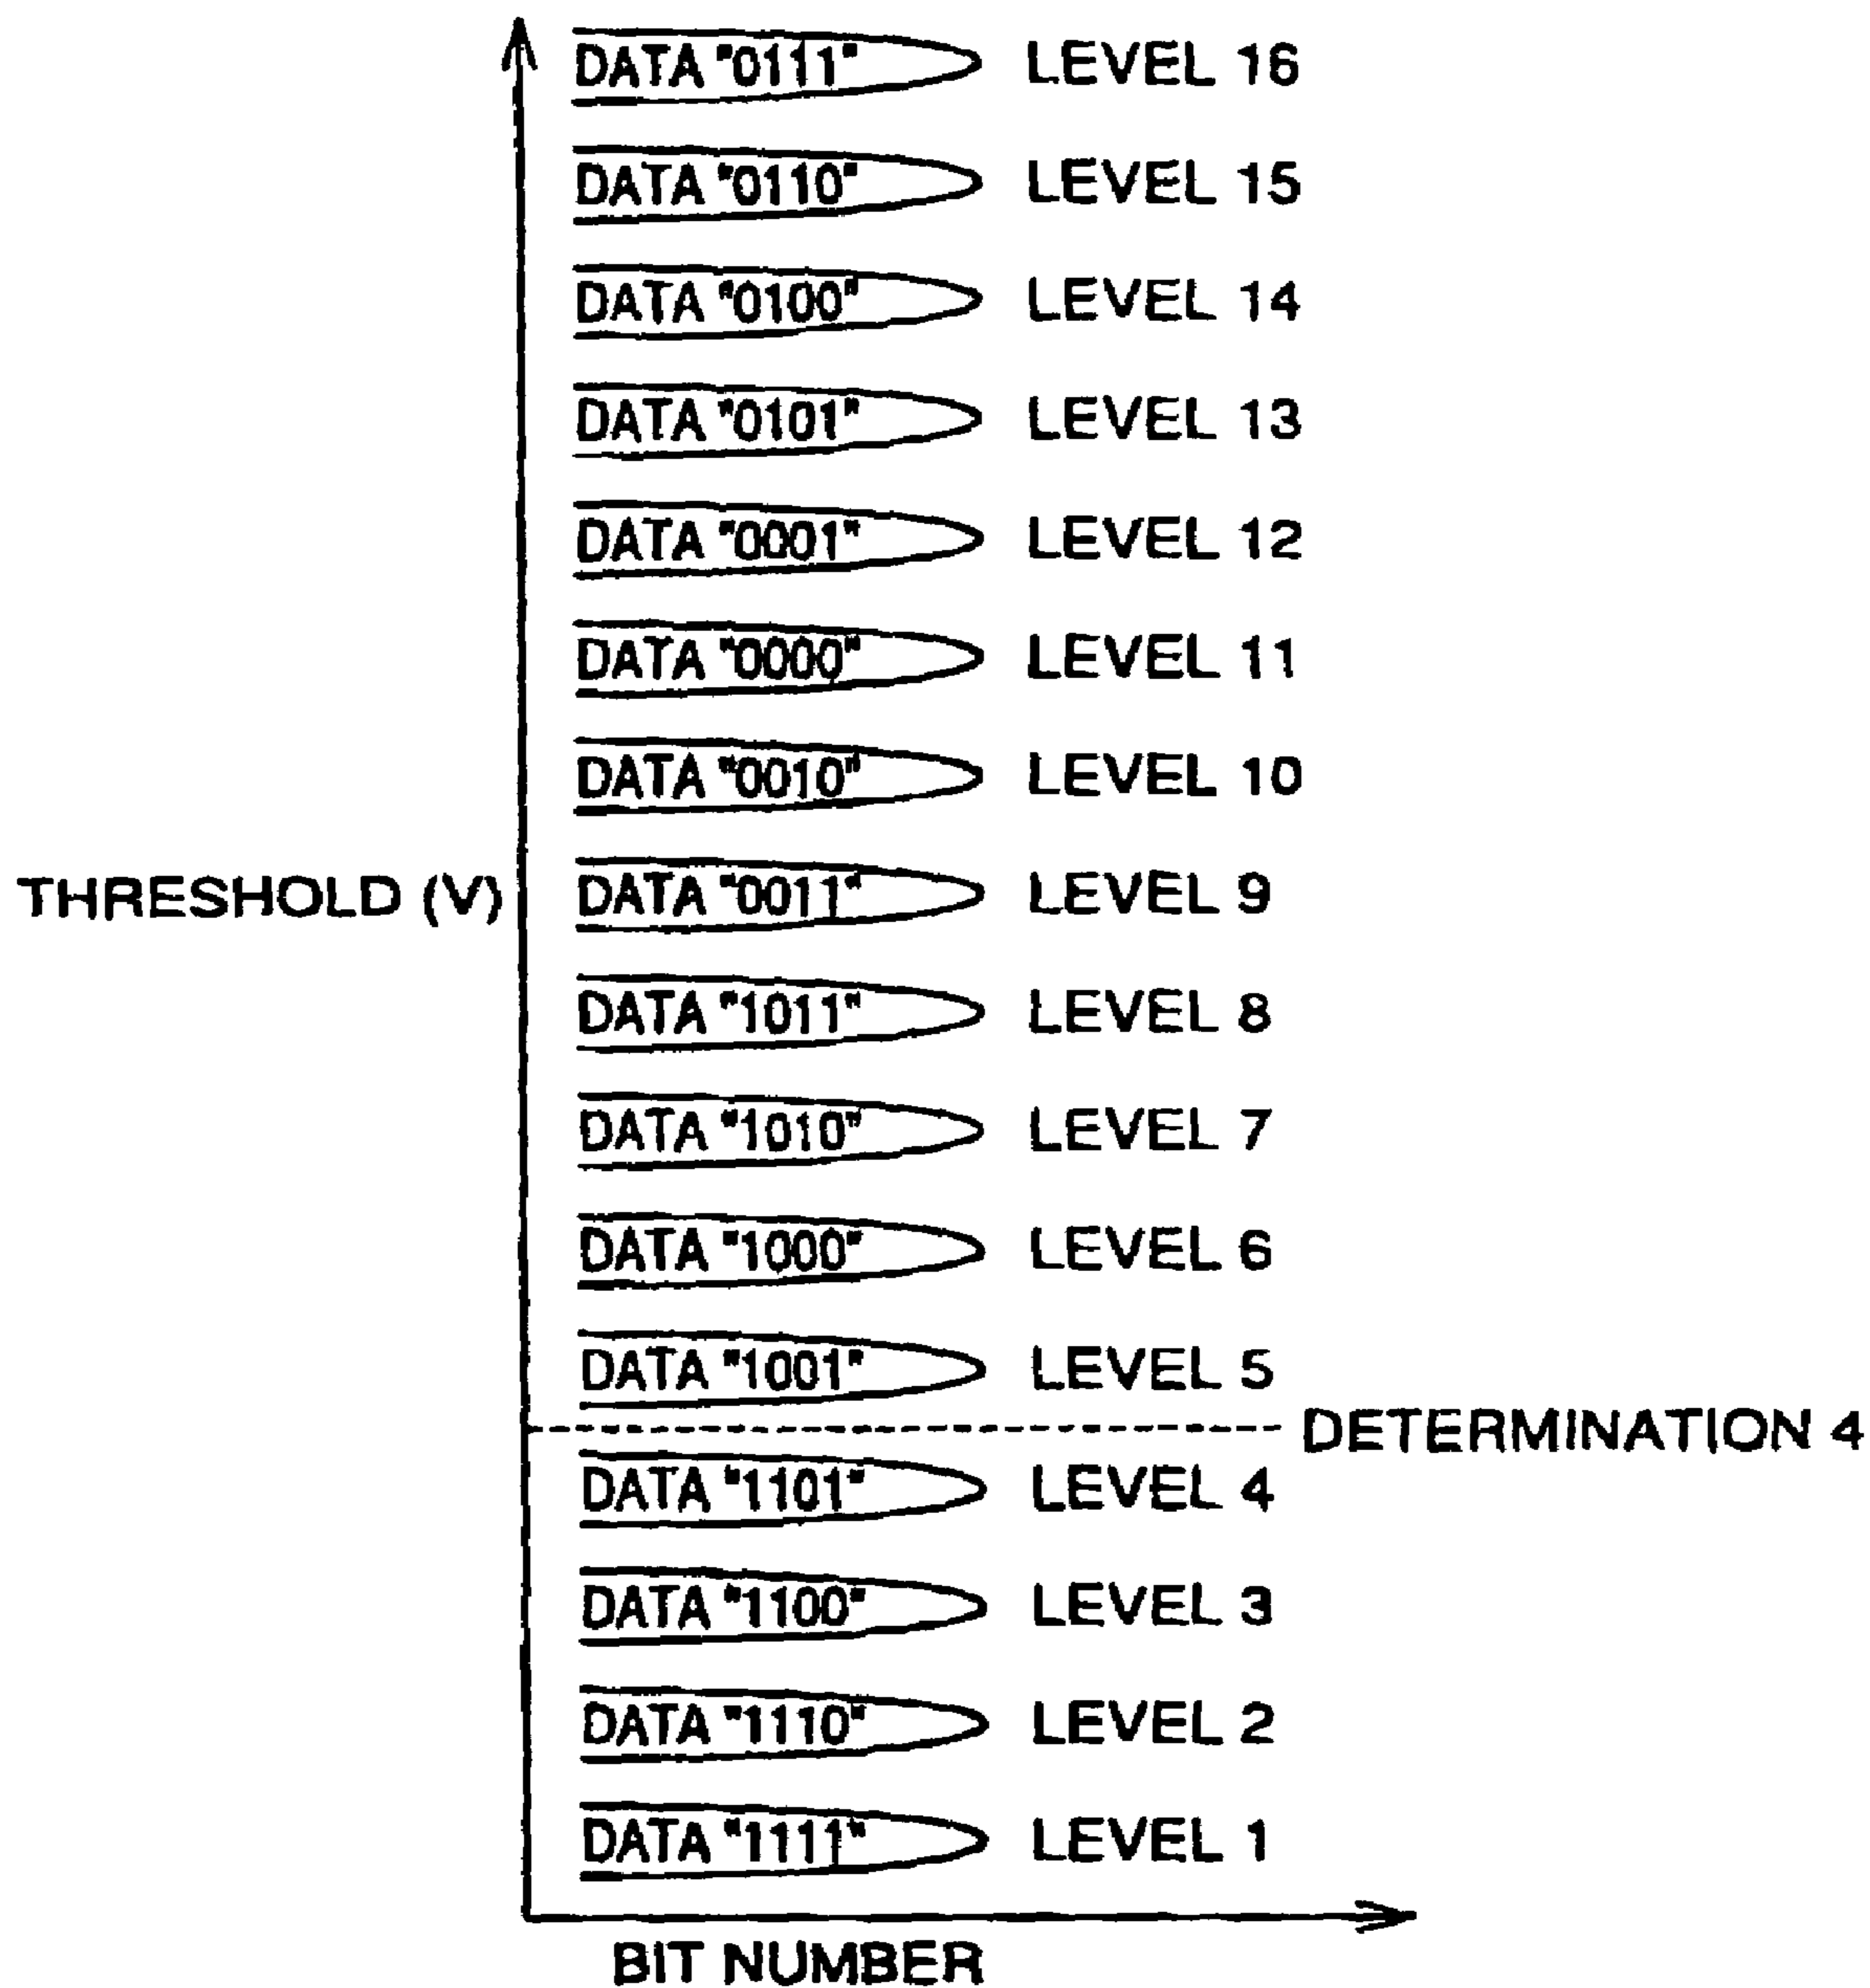 DATA "0111" LEVEL 16
DATA "0110" LEVEL 15
DATA "0100" LEVEL 14
DATA "0101" LEVEL 13
DATA "0001" LEVEL 12
DATA "0000" LEVEL 11
DATA "0010" LEVEL 10
THRESHOLD (V) DATA "0011" LEVEL 9
DATA "1011" LEVEL 8
DATA "1010" LEVEL 7
DATA "1000" LEVEL 6
DATA "1001" LEVEL 5
DETERMINATION 4
DATA "1101" LEVEL 4
DATA "1100" LEVEL 3
DATA "1110" LEVEL 2
DATA "1111" LEVEL 1
BIT NUMBER